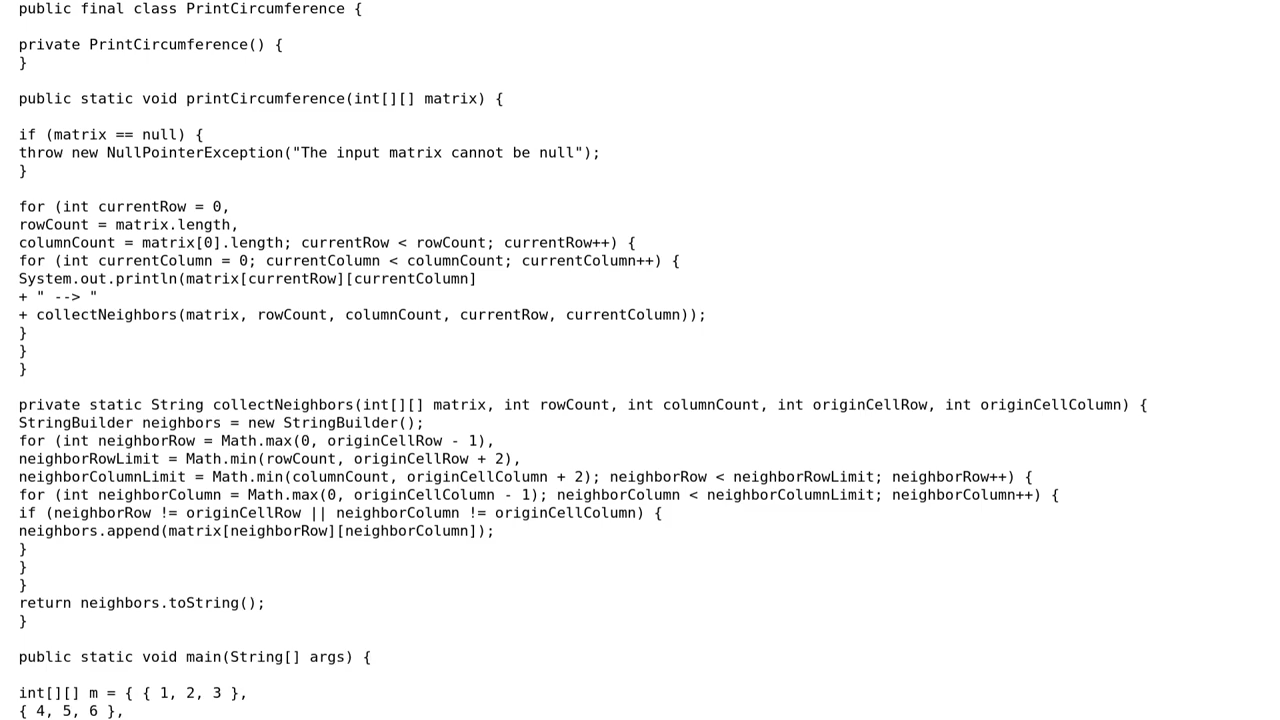 public final class PrintCircumference {
private PrintCircumference() {
}
public static void printCircumference(int[][] matrix) {
if (matrix == null) {
throw new NullPointerException("The input matrix cannot be null");
}
for (int currentRow = 0,
rowCount = matrix.length,
columnCount = matrix[0].length; currentRow < rowCount; currentRow++) {
for (int currentColumn = 0; currentColumn < columnCount; currentColumn++) {
System.out.println(matrix[currentRow][currentColumn]
+ " --> "
+ collectNeighbors(matrix, rowCount, columnCount, currentRow, currentColumn));
}
}
}
private static String collectNeighbors(int[][] matrix, int rowCount, int columnCount, int originCellRow, int originCellColumn) {
StringBuilder neighbors = new StringBuilder();
for (int neighborRow = Math.max(0, originCellRow - 1),
neighborRowLimit = Math.min(rowCount, originCellRow + 2),
neighborColumnLimit = Math.min(columnCount, originCellColumn + 2); neighborRow < neighborRowLimit; neighborRow++) {
for (int neighborColumn = Math.max(0, originCellColumn - 1); neighborColumn < neighborColumnLimit; neighborColumn++) {
if (neighborRow != originCellRow || neighborColumn != originCellColumn) {
neighbors.append(matrix[neighborRow][neighborColumn]);
}
}
}
return neighbors.toString();
}
public static void main(String[] args) {
int[][] m = { { 1, 2, 3 },
{ 4, 5, 6 },